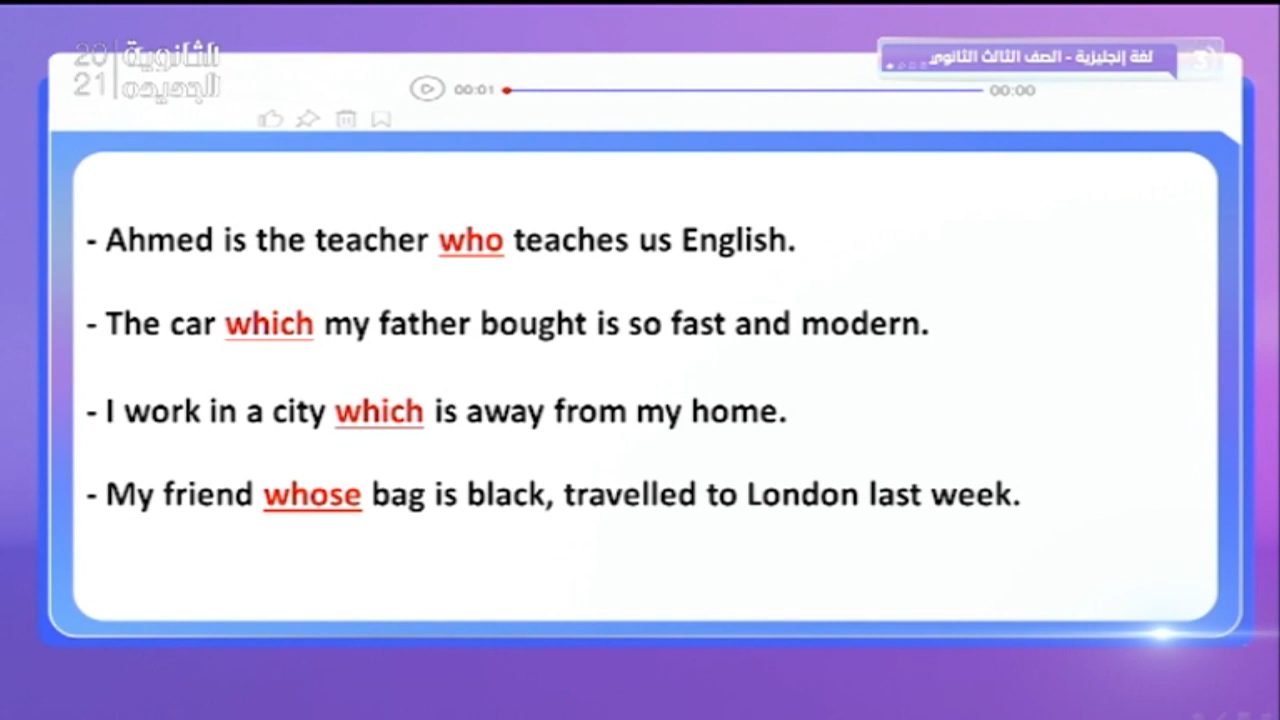 20 الثانوية
21 الجديدة
لغة إنجليزية - الصف الثالث الثانوي
00:01
00:00
- Ahmed is the teacher who teaches us English.
- The car which my father bought is so fast and modern.
- I work in a city which is away from my home.
- My friend whose bag is black, travelled to London last week.